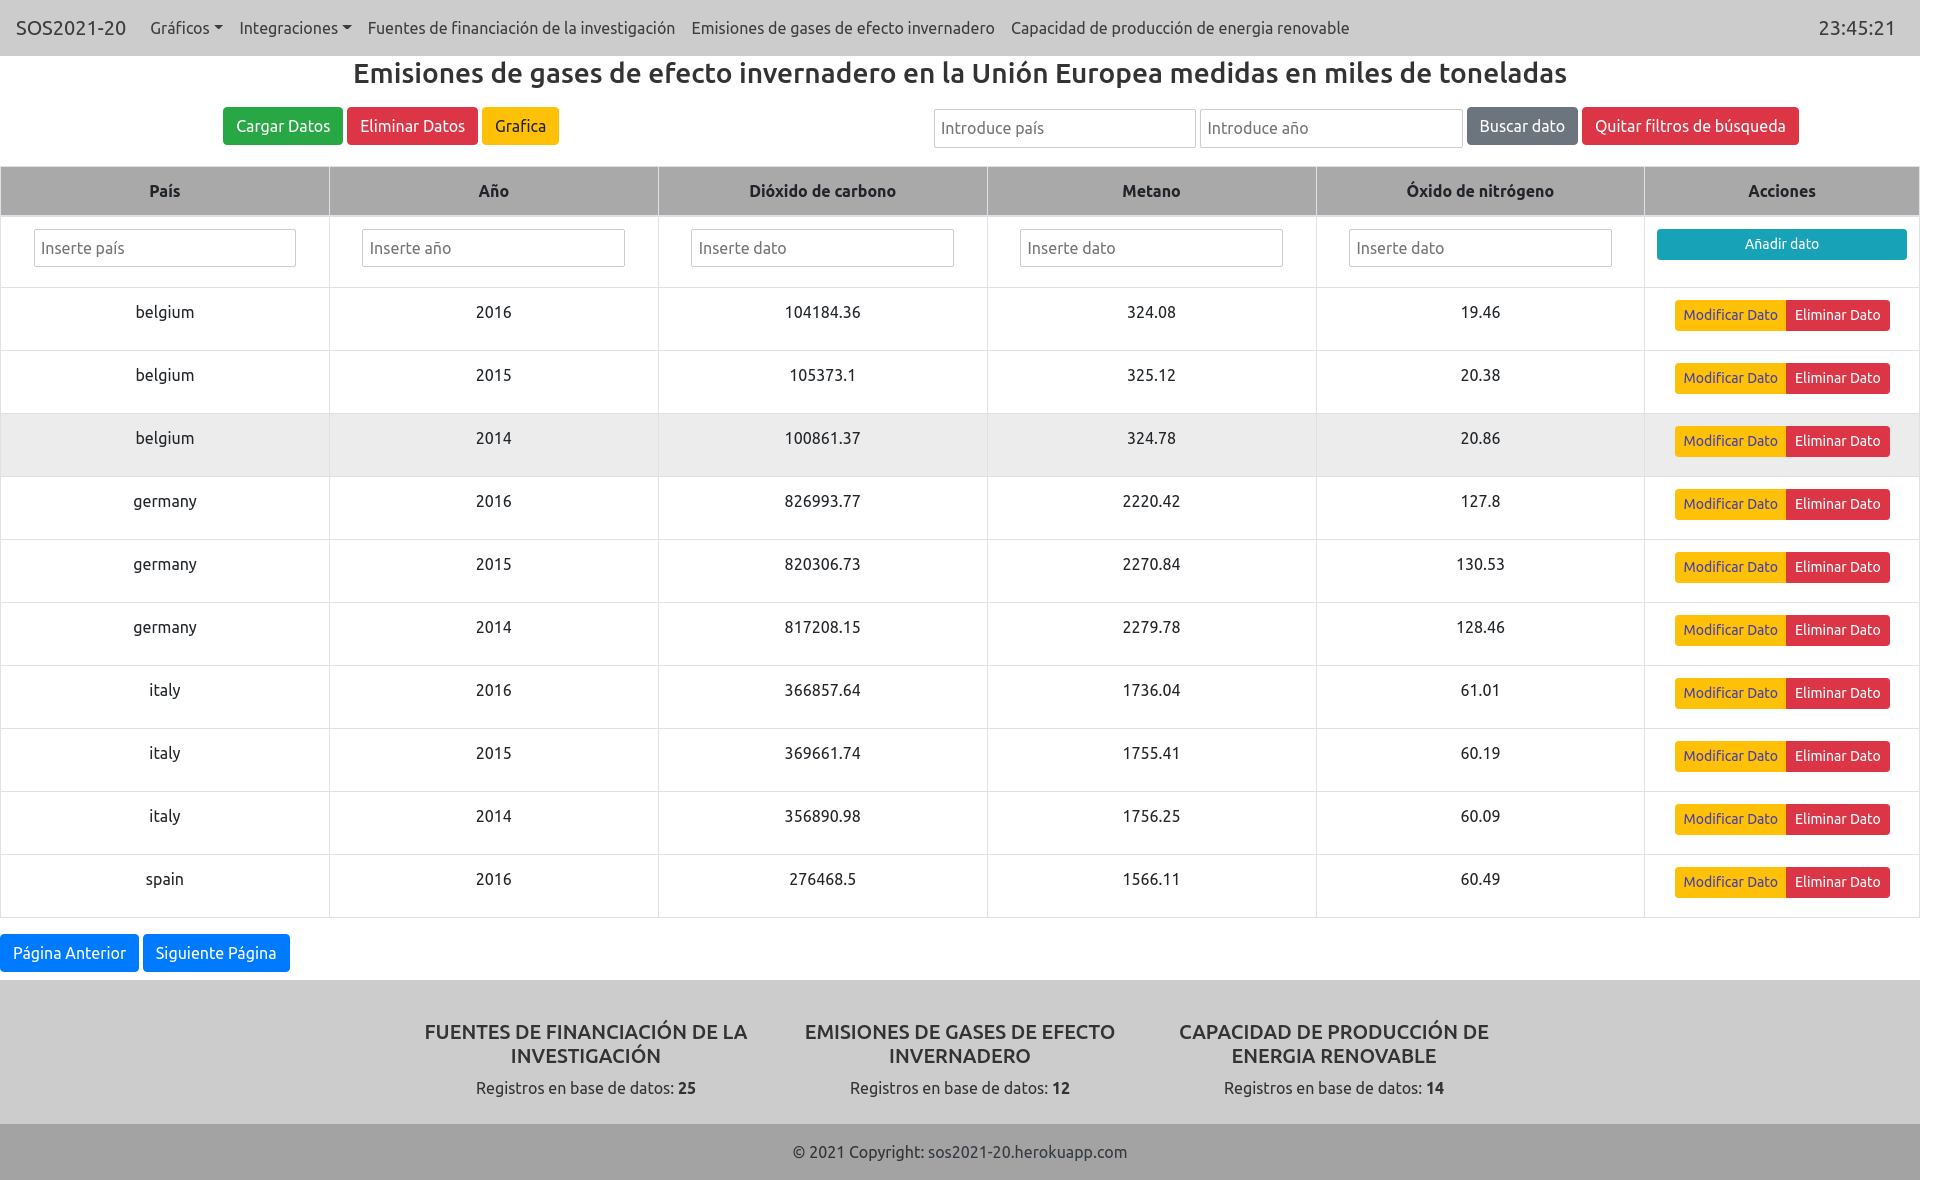 SOS2021-20 Gráficos Integraciones Fuentes de financiación de la investigación Emisiones de gases de efecto invernadero Capacidad de producción de energia renovable 23:45:21
Emisiones de gases de efecto invernadero en la Unión Europea medidas en miles de toneladas
Cargar Datos Eliminar Datos Grafica Introduce país Introduce año Buscar dato Quitar filtros de búsqueda
País Año Dióxido de carbono Metano Óxido de nitrógeno Acciones
Inserte país Inserte año Inserte dato Inserte dato Inserte dato Añadir dato
belgium 2016 104184.36 324.08 19.46 Modificar Dato Eliminar Dato
belgium 2015 105373.1 325.12 20.38 Modificar Dato Eliminar Dato
belgium 2014 100861.37 324.78 20.86 Modificar Dato Eliminar Dato
germany 2016 826993.77 2220.42 127.8 Modificar Dato Eliminar Dato
germany 2015 820306.73 2270.84 130.53 Modificar Dato Eliminar Dato
germany 2014 817208.15 2279.78 128.46 Modificar Dato Eliminar Dato
italy 2016 366857.64 1736.04 61.01 Modificar Dato Eliminar Dato
italy 2015 369661.74 1755.41 60.19 Modificar Dato Eliminar Dato
italy 2014 356890.98 1756.25 60.09 Modificar Dato Eliminar Dato
spain 2016 276468.5 1566.11 60.49 Modificar Dato Eliminar Dato
Página Anterior Siguiente Página
FUENTES DE FINANCIACIÓN DE LA
INVESTIGACIÓN
Registros en base de datos: 25
EMISIONES DE GASES DE EFECTO
INVERNADERO
Registros en base de datos: 12
CAPACIDAD DE PRODUCCIÓN DE
ENERGIA RENOVABLE
Registros en base de datos: 14
© 2021 Copyright: sos2021-20.herokuapp.com